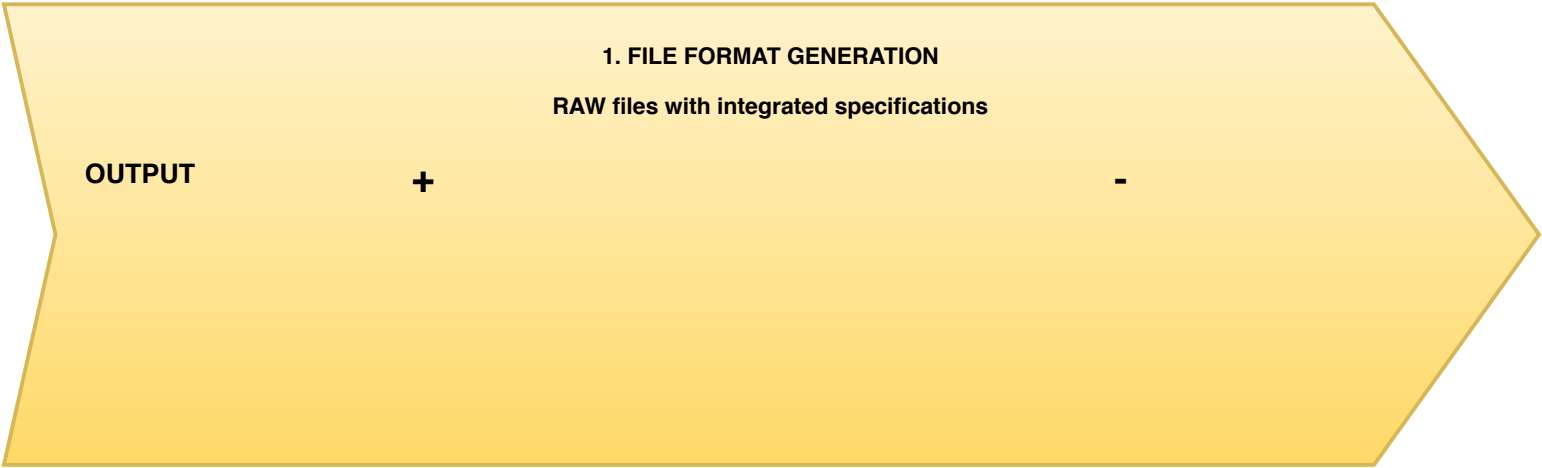 1. FILE FORMAT GENERATION
RAW files with integrated specifications
OUTPUT + -